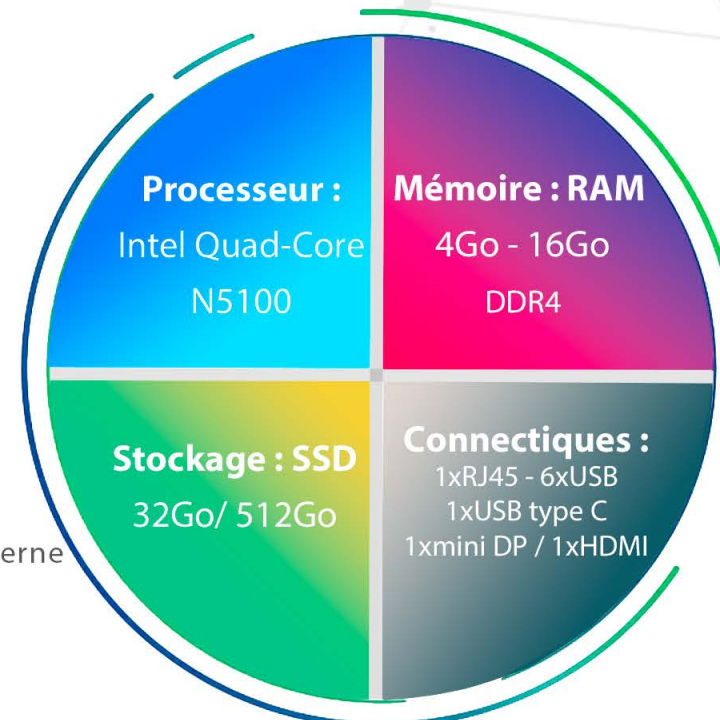 Processeur :
Intel Quad-Core
N5100
Mémoire : RAM
4Go - 16Go
DDR4
Stockage : SSD
32Go/ 512Go
Connectiques :
1xRJ45 - 6xUSB
1xUSB type C
1xmini DP / 1xHDMI
erne